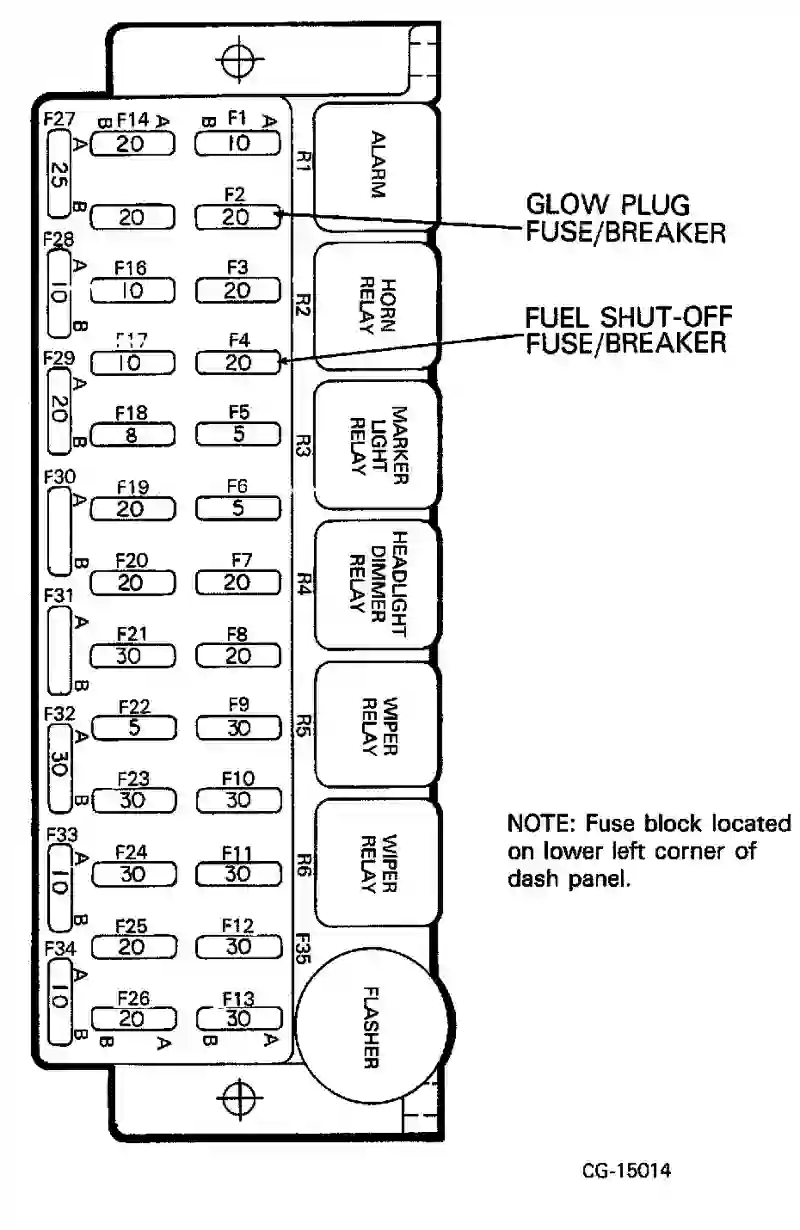 F27 B F14 A B F1 A
A 20 10
25
B F2
20 20
F28
A F16 F3
10 10 20
B F17 F4
F29 10 20
A
20 F18 F5
B 8 5
F30 F19 F6
A 20 5
B F20 F7
20 20
F31
A F21 F8
30 20
B
F32 F22 F9
A 5 30
30
B F23 F10
30 30
F33
A F24 F11
10 30 30
B
F34 F25 F12
A 20 30
10
B F26 F13
20 30
B A B A
R1
ALARM
R2
HORN
RELAY
R3
MARKER
LIGHT
RELAY
R4
HEADLIGHT
DIMMER
RELAY
R5
WIPER
RELAY
R6
WIPER
RELAY
F35
FLASHER
GLOW PLUG
FUSE/BREAKER
FUEL SHUT-OFF
FUSE/BREAKER
NOTE: Fuse block located
on lower left corner of
dash panel.
CG-15014